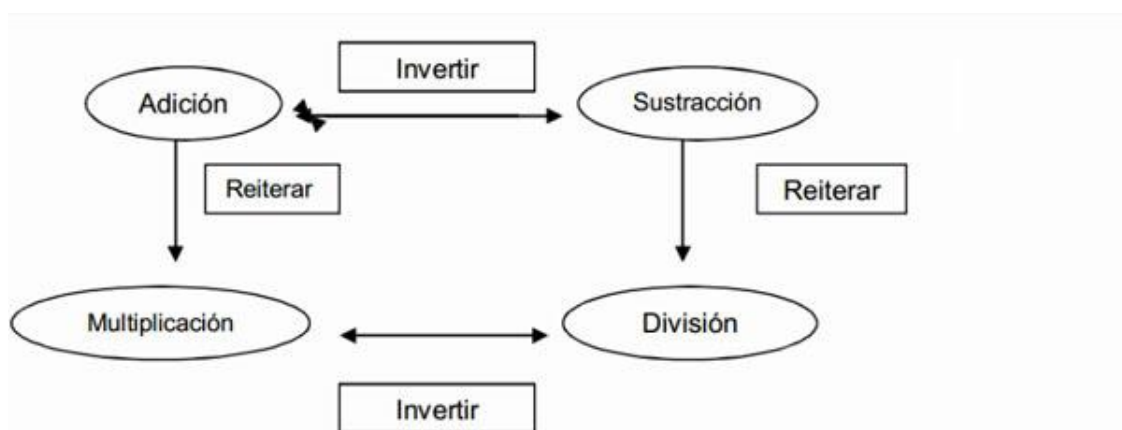 Invertir
Adición
Sustracción
Reiterar
Reiterar
Multiplicación
División
Invertir